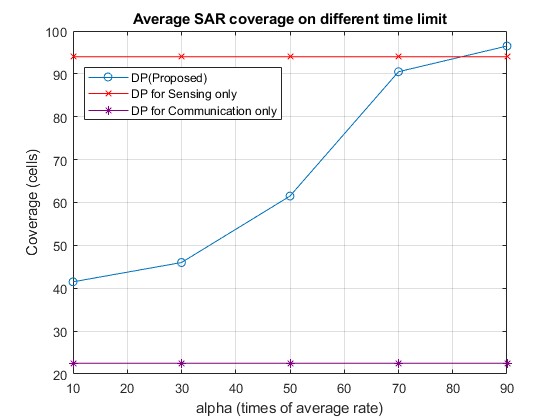 Average SAR coverage on different time limit
100
90
80
70
60
50
40
30
20
Coverage (cells)
DP(Proposed)
DP for Sensing only
DP for Communication only
10 20 30 40 50 60 70 80 90
alpha (times of average rate)